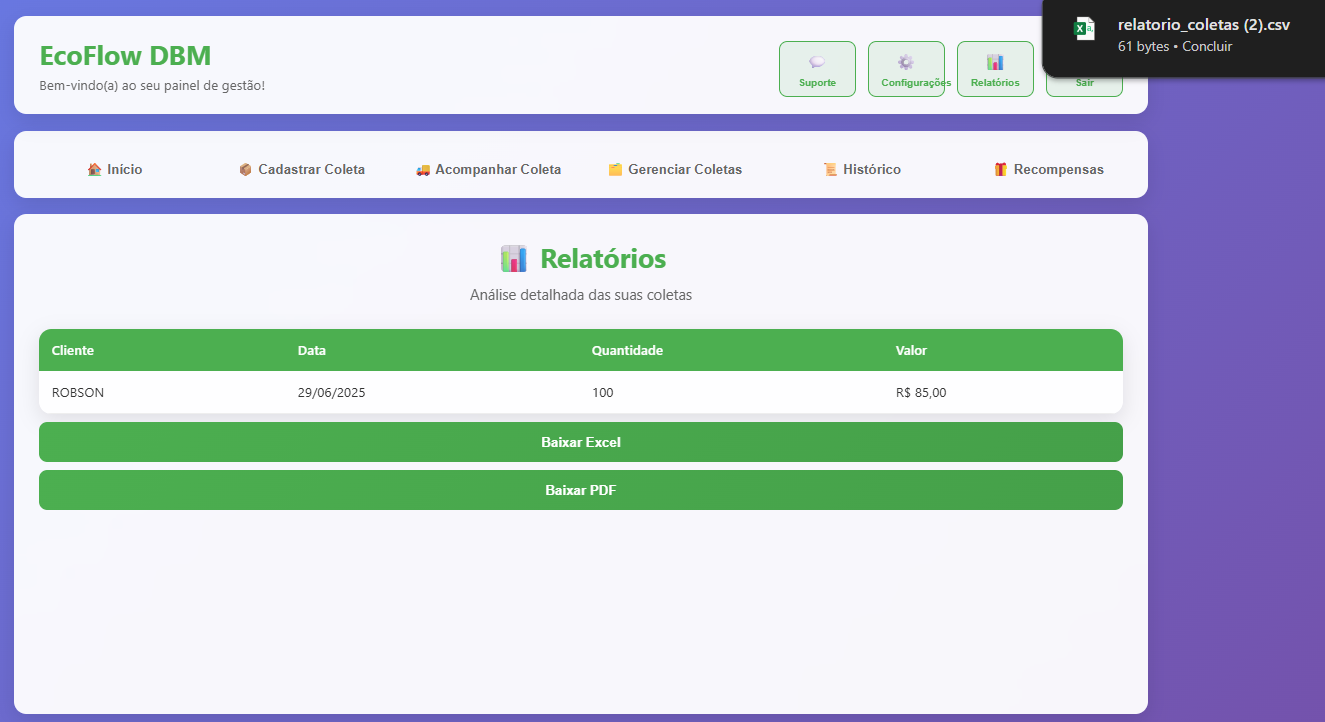 EcoFlow DBM
Bem-vindo(a) ao seu painel de gestão!
Suporte
Configurações
Relatórios
Sair
relatorio_coletas (2).csv
61 bytes • Concluir
Início
Cadastrar Coleta
Acompanhar Coleta
Gerenciar Coletas
Histórico
Recompensas
Relatórios
Análise detalhada das suas coletas
Cliente Data Quantidade Valor
ROBSON 29/06/2025 100 R$ 85,00
Baixar Excel
Baixar PDF